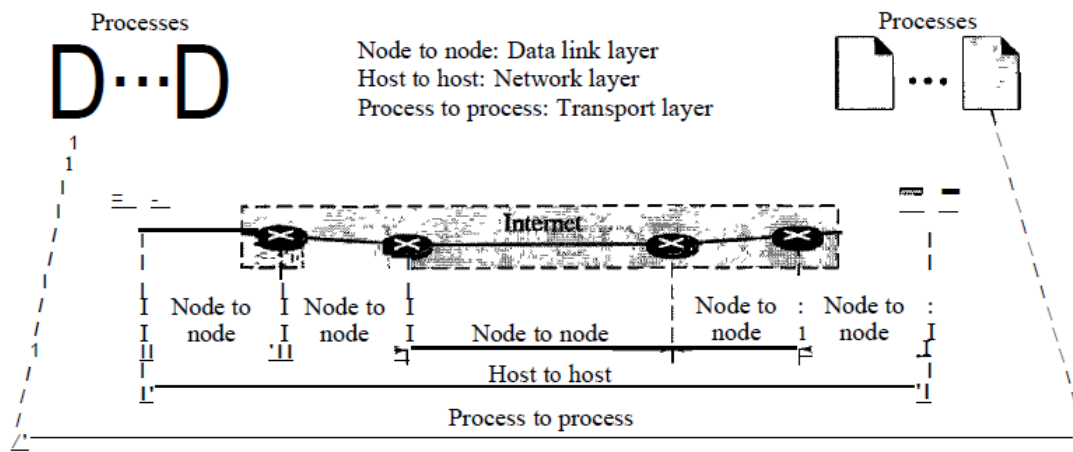 Processes
Processes
D...D
Node to node: Data link layer
Host to host: Network layer
Process to process: Transport layer
Internet
Node to
node
Node to
node
Node to node
Node to
node
Node to
node
Host to host
Process to process